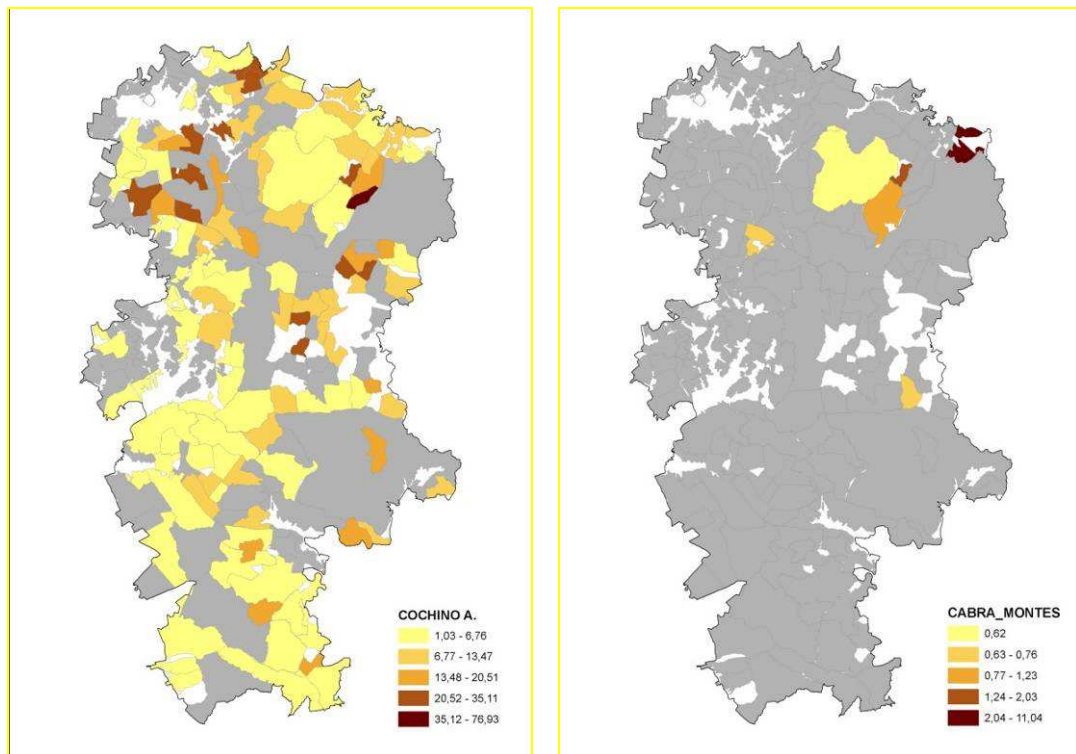 COCHINO A.
1,03 - 6,76
6,77 - 13,47
13,48 - 20,51
20,52 - 35,11
35,12 - 76,93
CABRA_MONTES
0,62
0,63 - 0,76
0,77 - 1,23
1,24 - 2,03
2,04 - 11,04